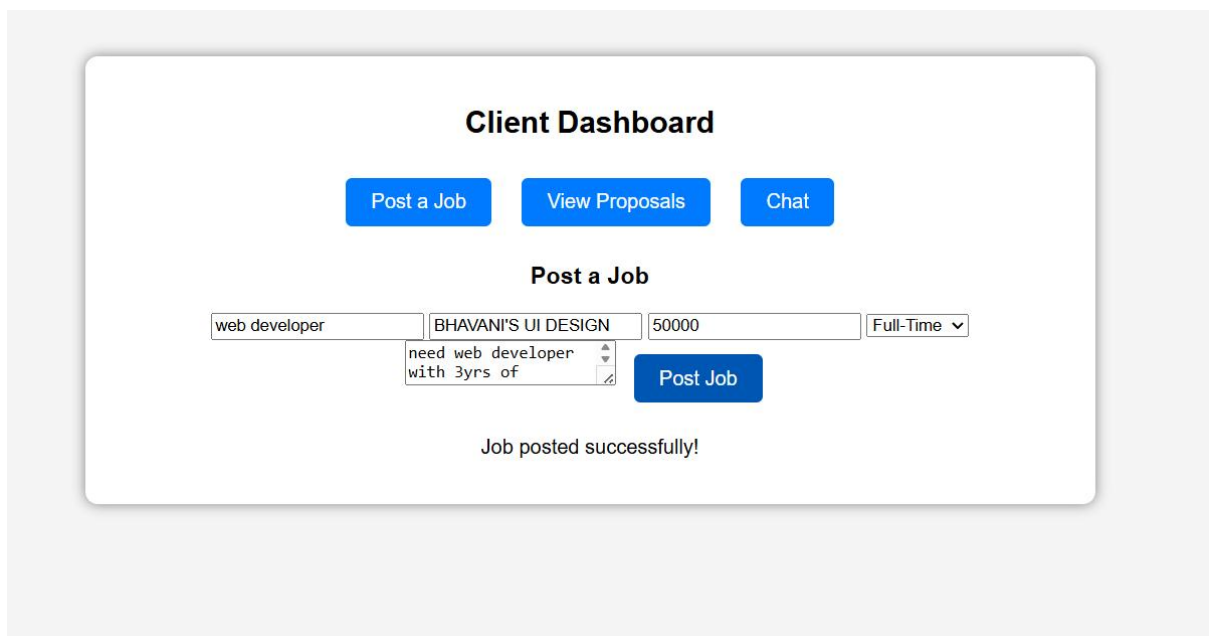 Client Dashboard
Post a Job View Proposals Chat
Post a Job
web developer BHAVANI'S UI DESIGN 50000 Full-Time
need web developer
with 3yrs of
Post Job
Job posted successfully!